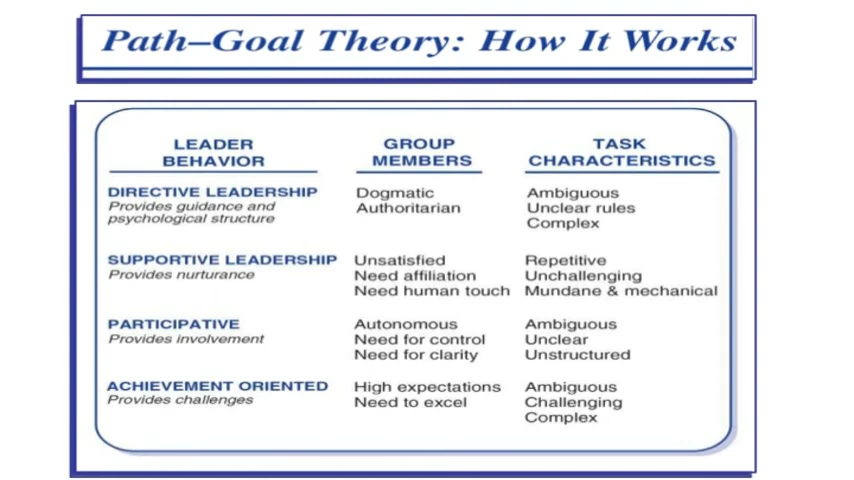 Path–Goal Theory: How It Works
LEADER
BEHAVIOR
GROUP
MEMBERS
TASK
CHARACTERISTICS
DIRECTIVE LEADERSHIP
Provides guidance and
psychological structure
Dogmatic
Authoritarian
Ambiguous
Unclear rules
Complex
SUPPORTIVE LEADERSHIP
Provides nurturance
Unsatisfied
Need affiliation
Need human touch
Repetitive
Unchallenging
Mundane & mechanical
PARTICIPATIVE
Provides involvement
Autonomous
Need for control
Need for clarity
Ambiguous
Unclear
Unstructured
ACHIEVEMENT ORIENTED
Provides challenges
High expectations
Need to excel
Ambiguous
Challenging
Complex